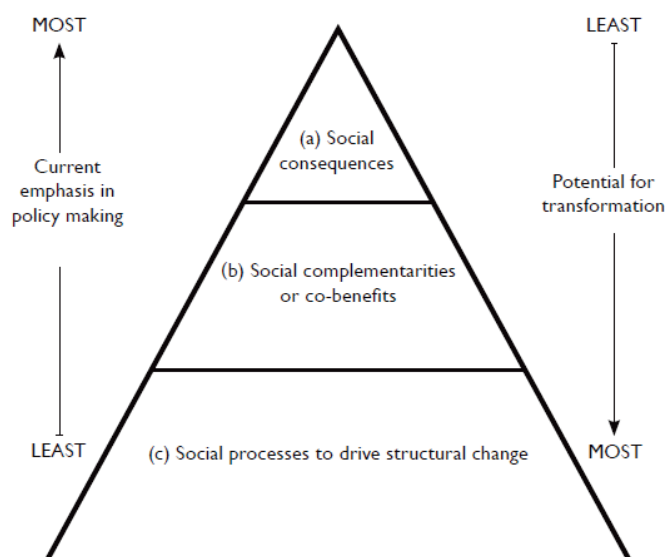 MOST
LEAST
(a) Social
consequences
Current
emphasis in
policy making
Potential for
transformation
(b) Social complementarities
or co-benefits
LEAST
(c) Social processes to drive structural change
MOST